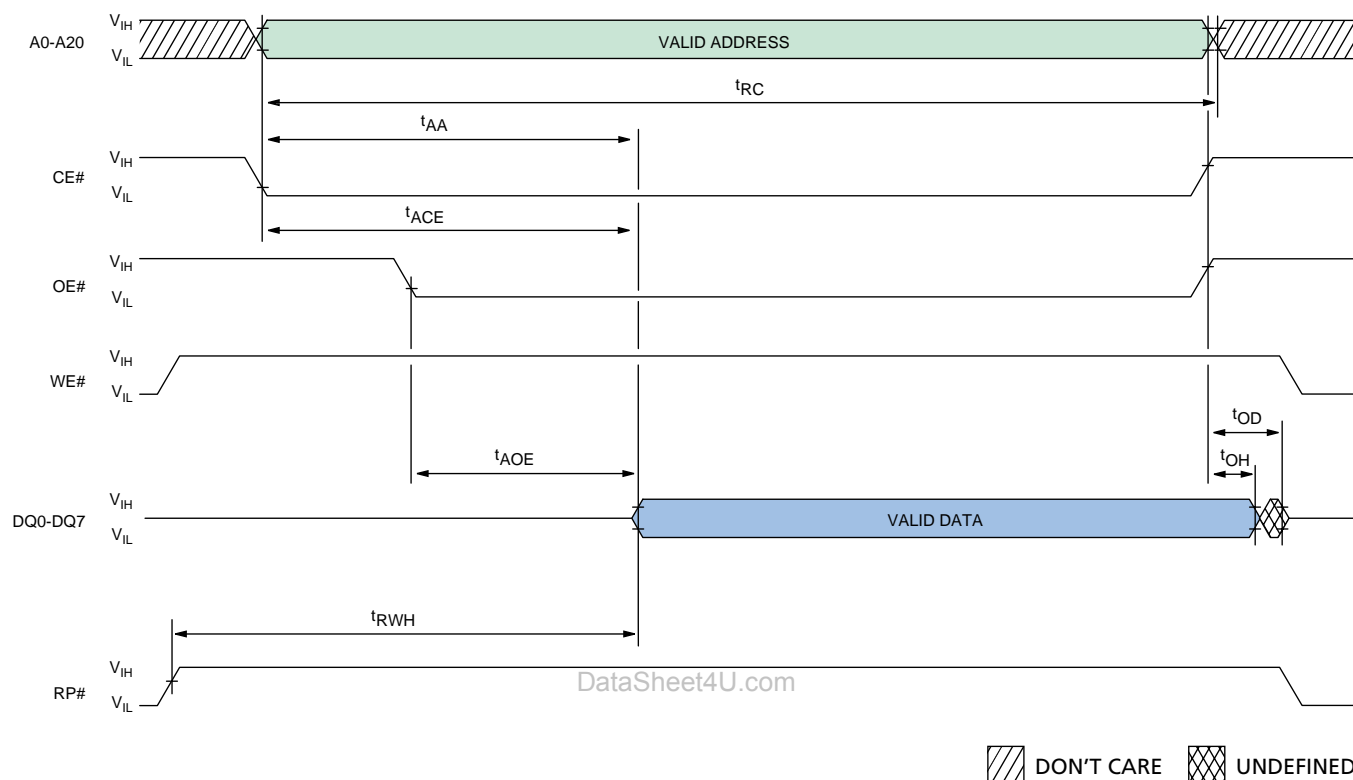 A0-A20
VIH
VIL
VALID ADDRESS
tRC
tAA
CE#
VIH
VIL
tACE
OE#
VIH
VIL
WE#
VIH
VIL
tOD
tAOE
tOH
DQ0-DQ7
VIH
VIL
VALID DATA
tRWH
RP#
VIH
VIL
DataSheet4U.com
DON'T CARE
UNDEFINED